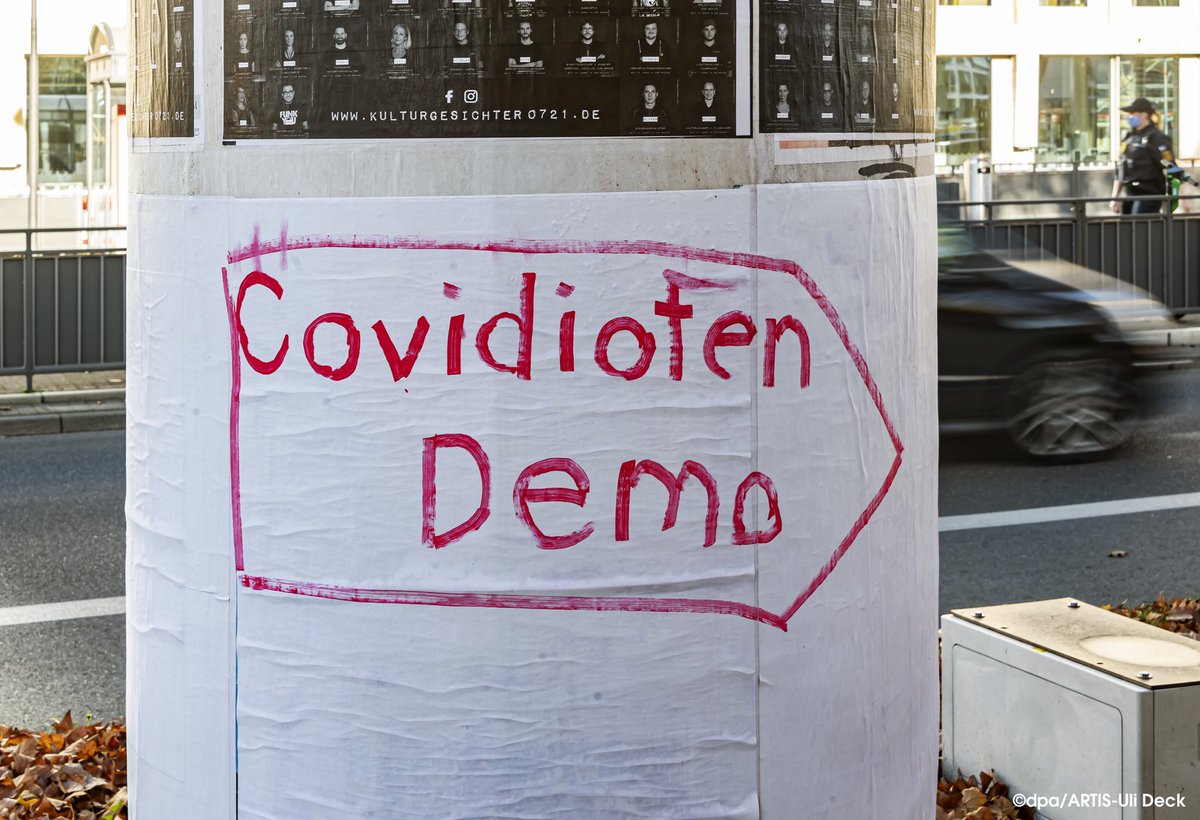 WWW.KULTURGESICHTER0721.DE
Covidioten
Demo
©dpa/ARTIS-Uli Deck